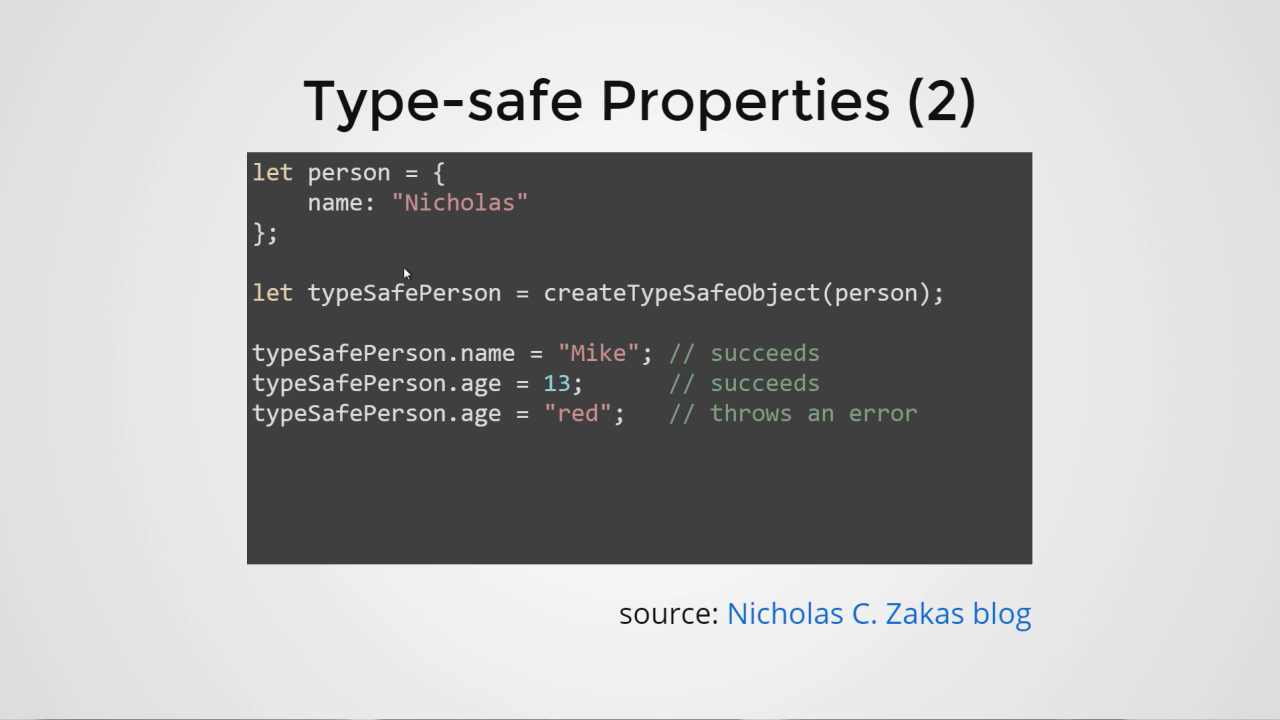 Type-safe Properties (2)
let person = {
    name: "Nicholas"
};
let typeSafePerson = createTypeSafeObject(person);
typeSafePerson.name = "Mike"; // succeeds
typeSafePerson.age = 13;      // succeeds
typeSafePerson.age = "red";   // throws an error
source: Nicholas C. Zakas blog